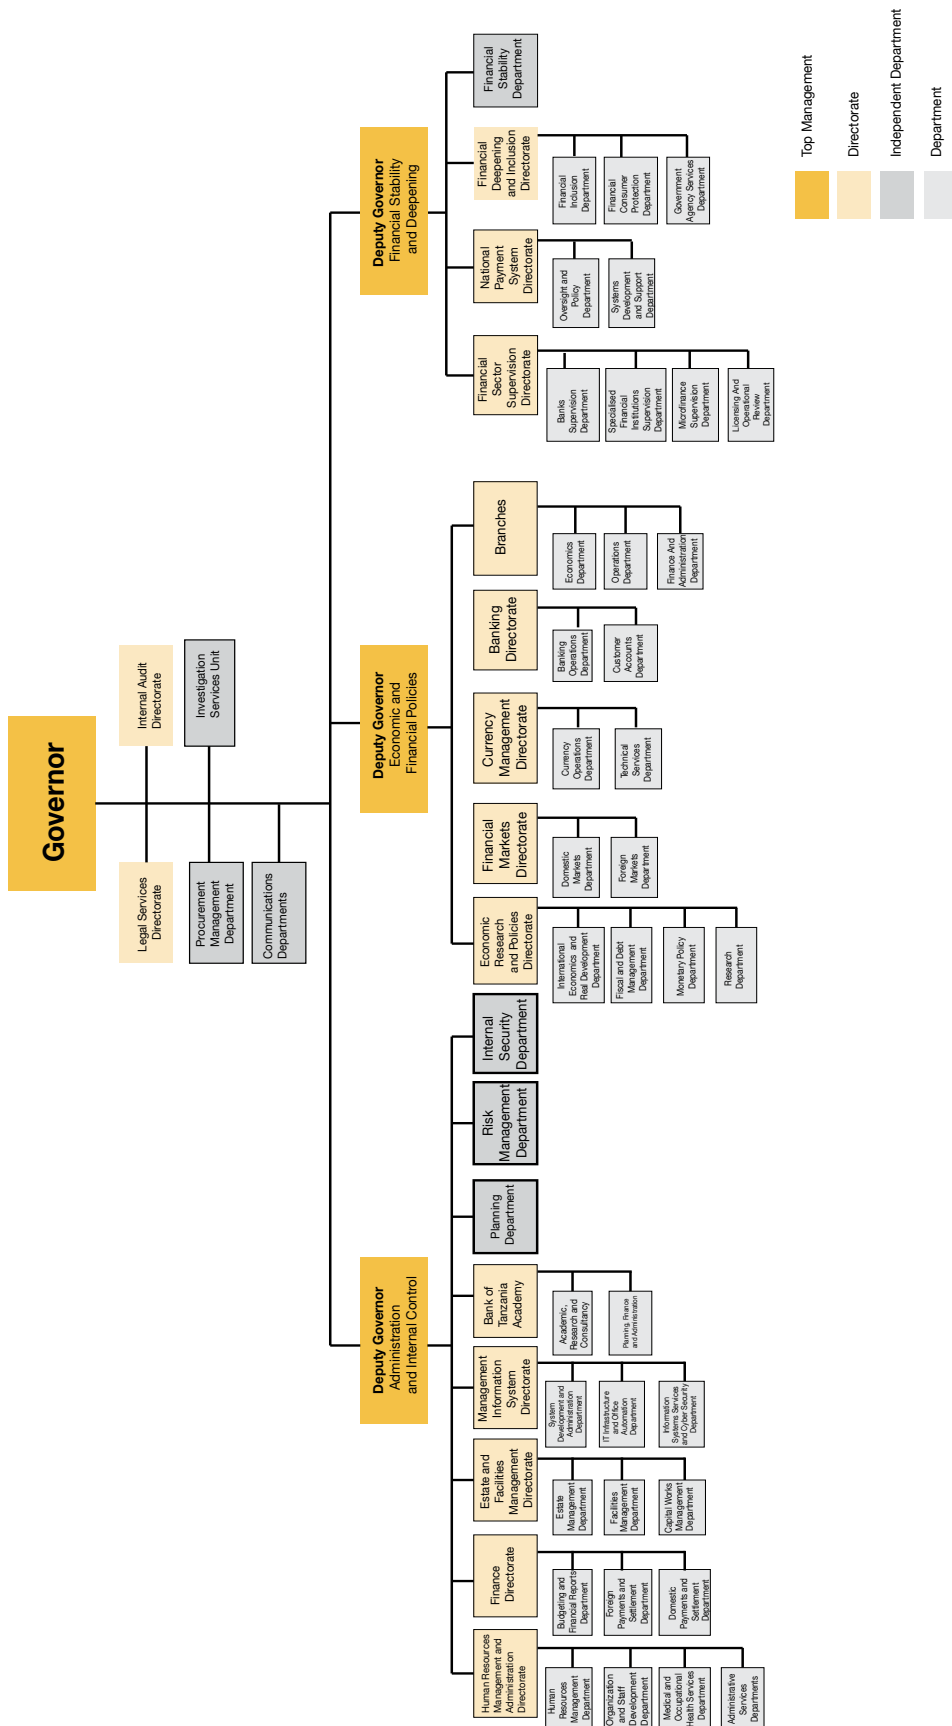 Governor
Legal Services
Directorate
Internal Audit
Directorate
Procurement
Management
Department
Investigation
Services Unit
Communications
Departments
Deputy Governor
Administration
and Internal Control
Deputy Governor
Economic and
Financial Policies
Deputy Governor
Financial Stability
and Deepening
Human Resources
Management and
Administration
Directorate
Finance
Directorate
Estate and
Facilities
Management
Directorate
Management
Information
System
Directorate
Bank of
Tanzania
Academy
Planning
Department
Risk
Management
Department
Internal
Security
Department
Economic
Research
and Policies
Directorate
Financial
Markets
Directorate
Currency
Management
Directorate
Banking
Directorate
Branches
Financial
Sector
Supervision
Directorate
National
Payment
System
Directorate
Financial
Deepening
and Inclusion
Directorate
Financial
Stability
Department
Human
Resources
Management
Department
Organization
and Staff
Development
Department
Medical and
Occupational
Health Services
Department
Administrative
Services
Departments
Budgeting and
Financial Reports
Department
Foreign
Payments and
Settlement
Department
Domestic
Payments and
Settlement
Department
Estate
Management
Department
Facilities
Management
Department
Capital Works
Management
Department
System
Development and
Administration
Department
IT Infrastructure
and Office
Automation
Department
Information
Systems Services
and Cyber Security
Department
Academic,
Research and
Consultancy
Planning, Finance
and Administration
International
Economics and
Real Development
Department
Fiscal and Debt
Management
Department
Monetary Policy
Department
Research
Department
Domestic
Markets
Department
Foreign
Markets
Department
Currency
Operations
Department
Technical
Services
Department
Banking
Operations
Department
Customer
Accounts
Department
Economics
Department
Operations
Department
Finance And
Administration
Department
Banks
Supervision
Department
Specialised
Financial
Institutions
Supervision
Department
Microfinance
Supervision
Department
Licensing And
Operational
Review
Department
Oversight and
Policy
Department
Systems
Development
and Support
Department
Financial
Inclusion
Department
Financial
Consumer
Protection
Department
Government
Agency Services
Department
Top Management
Directorate
Independent Department
Department